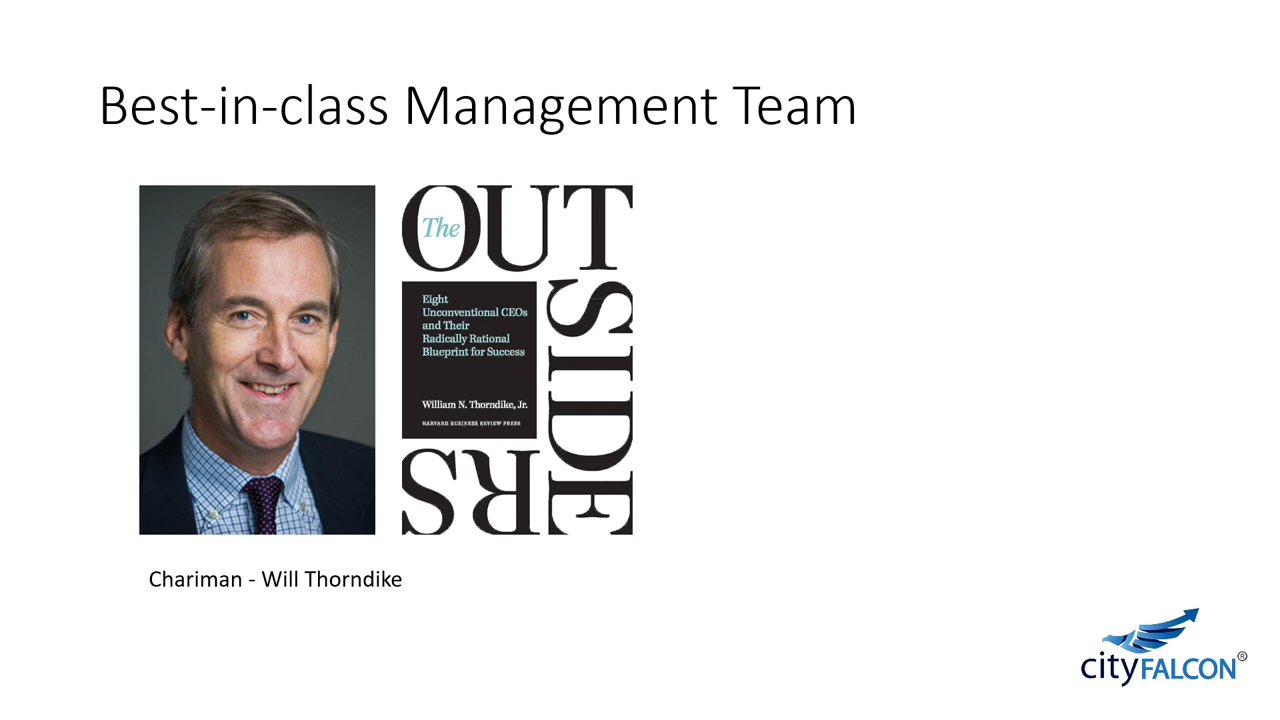 Best-in-class Management Team
The
OUT
SIDE
RS
Eight
Unconventional CEOs
and Their
Radically Rational
Blueprint for Success
William N. Thorndike, Jr.
HARVARD BUSINESS REVIEW PRESS
Chariman - Will Thorndike
cityFALCON®